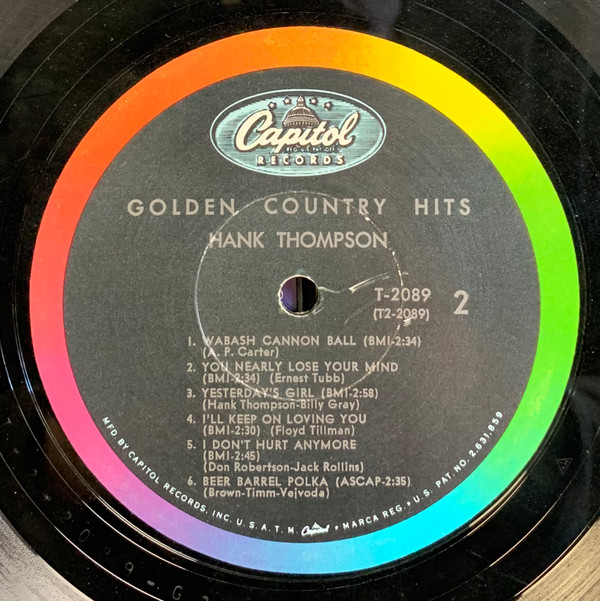 Capitol
RECORDS
GOLDEN COUNTRY HITS
HANK THOMPSON
T-2089
(T2-2089)
2
1. WABASH CANNON BALL (BMI-2:34)
(A. P. Carter)
2. YOU NEARLY LOSE YOUR MIND
(BMI-2:34) (Ernest Tubb)
3. YESTERDAY'S GIRL (BMI-2:58)
(Hank Thompson-Billy Gray)
4. I'LL KEEP ON LOVING YOU
(BMI-2:30) (Floyd Tillman)
5. I DON'T HURT ANYMORE
(BMI-2:45)
(Don Robertson-Jack Rollins)
6. BEER BARREL POLKA (ASCAP-2:35)
(Brown-Timm-Vejvoda)
MFD. BY CAPITOL RECORDS, INC. U.S.A. T.M. Capitol • MARCA REG. • U.S. PAT. NO. 2,631,859